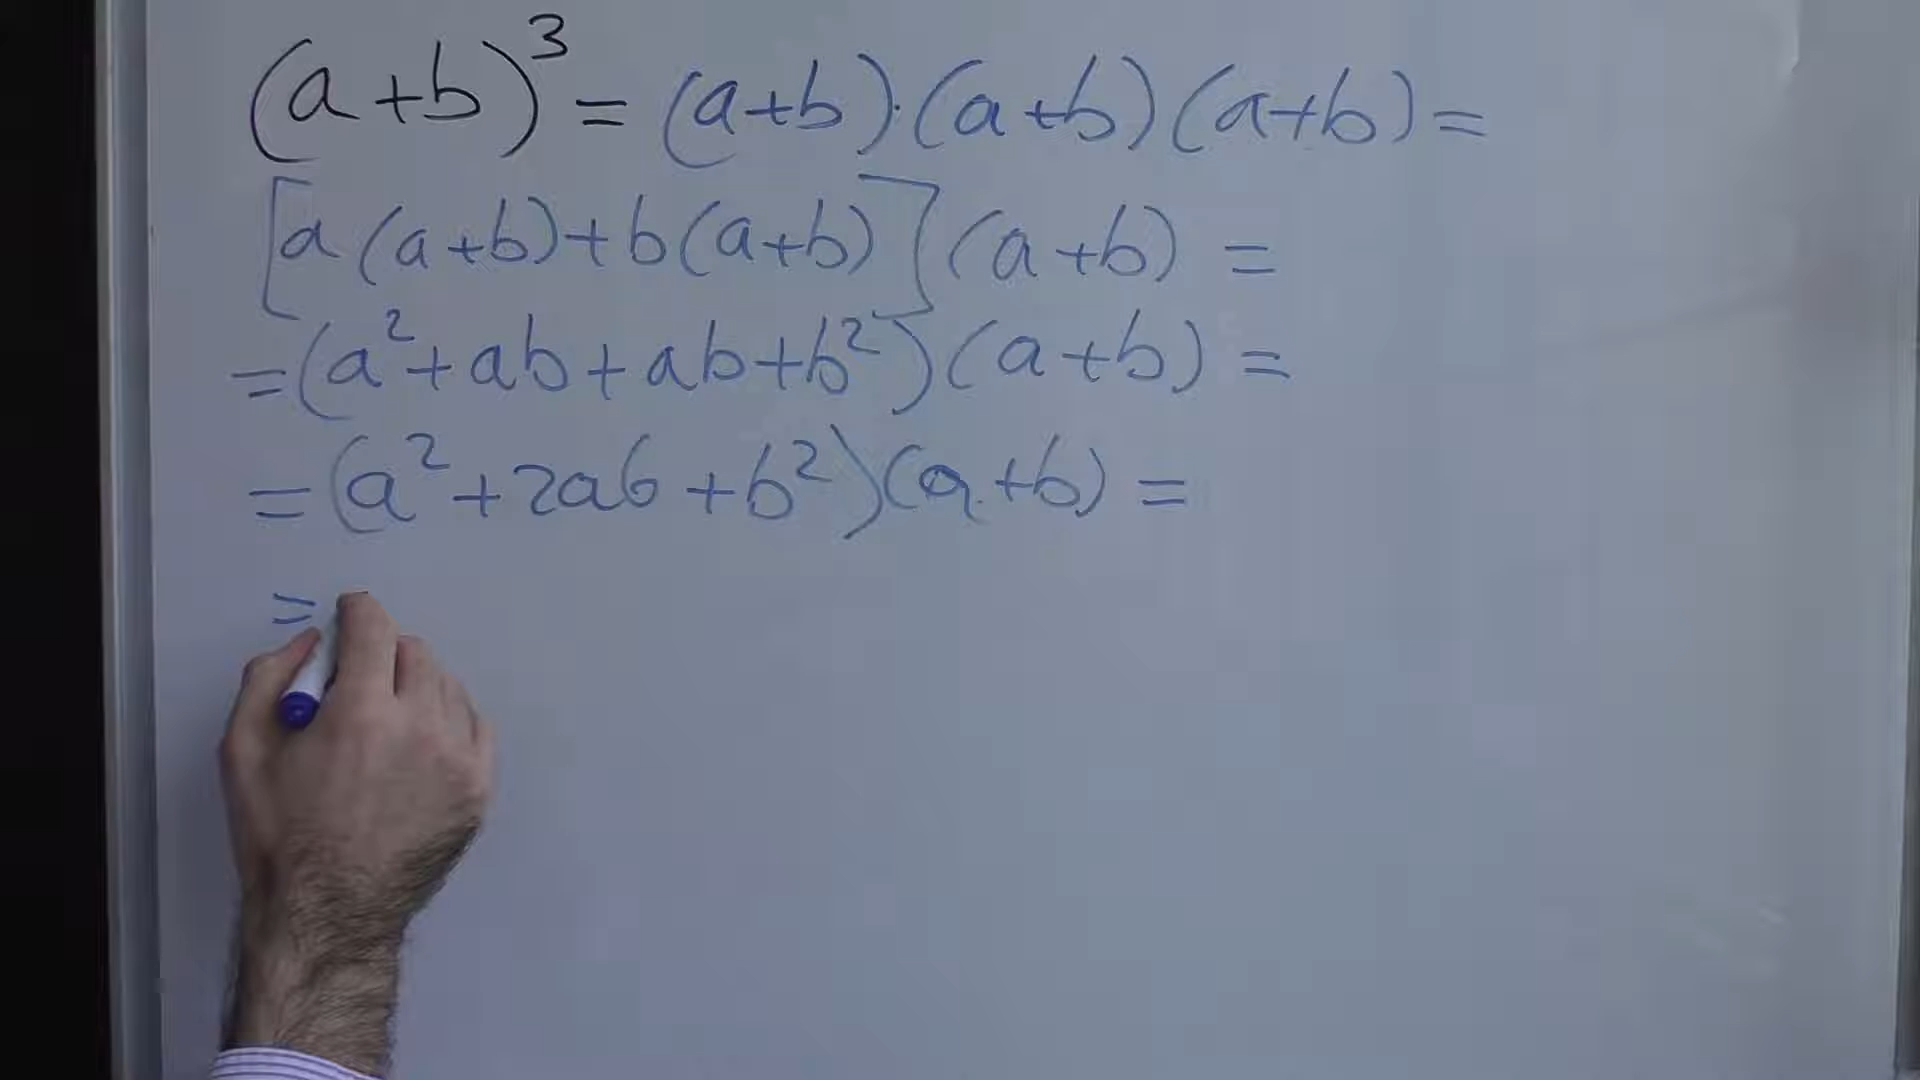 (a+b)³ = (a+b)·(a+b)(a+b) =
[a(a+b)+b(a+b)](a+b) =
=(a²+ab+ab+b²)(a+b) =
=(a²+2ab+b²)(a+b) =
=